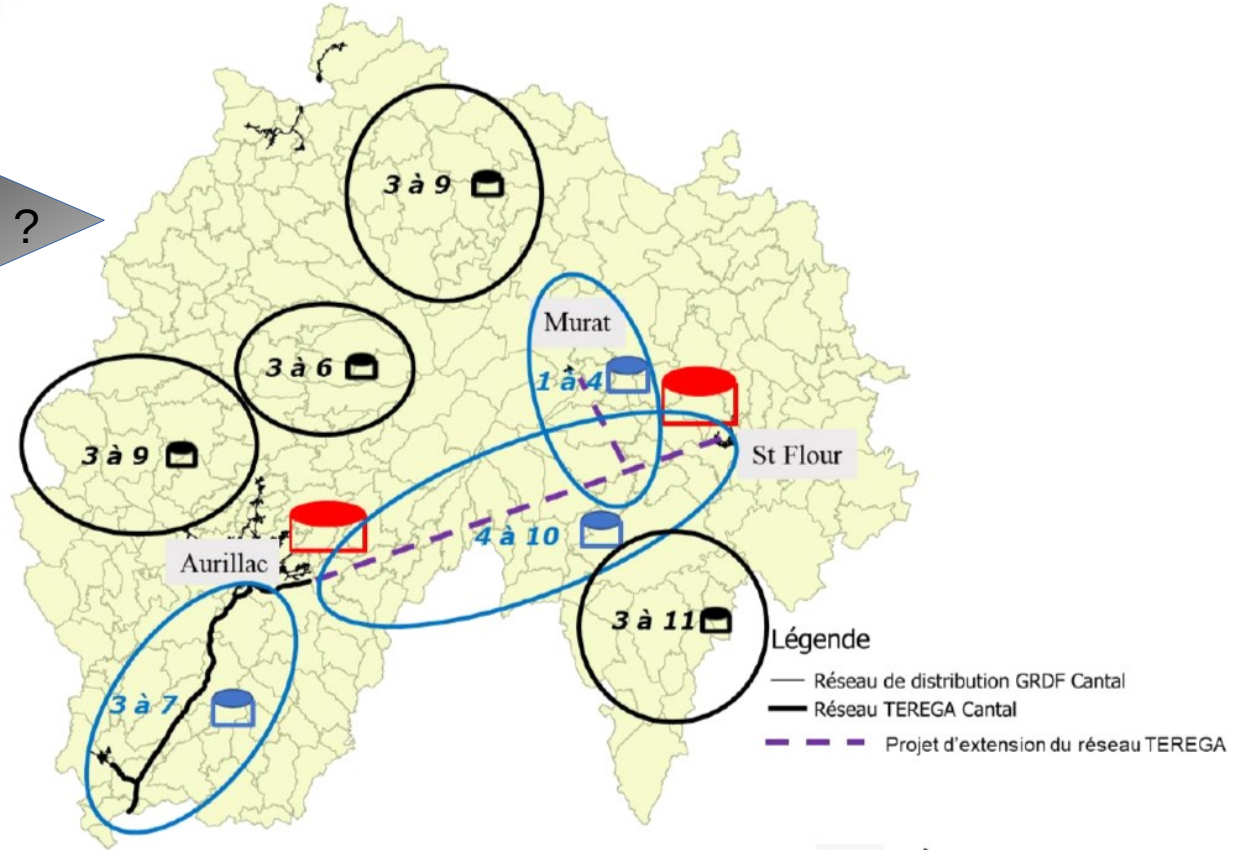 3 à 9
?
Murat
3 à 6
1 à 4
3 à 9
St Flour
4 à 10
Aurillac
3 à 11
Légende
Réseau de distribution GRDF Cantal
3 à 7
Réseau TEREGA Cantal
Projet d'extension du réseau TEREGA